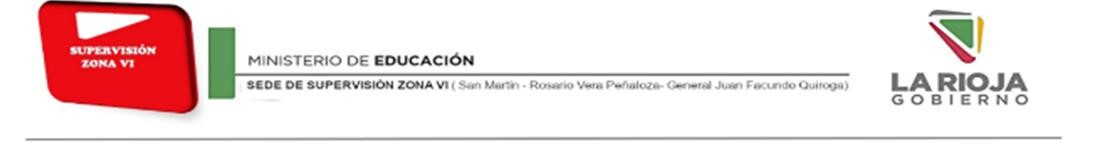 SUPERVISIÓN
ZONA VI
MINISTERIO DE EDUCACIÓN
SEDE DE SUPERVISIÓN ZONA VI ( San Martín - Rosario Vera Peñaloza- General Juan Facundo Quiroga)
LA RIOJA
GOBIERNO